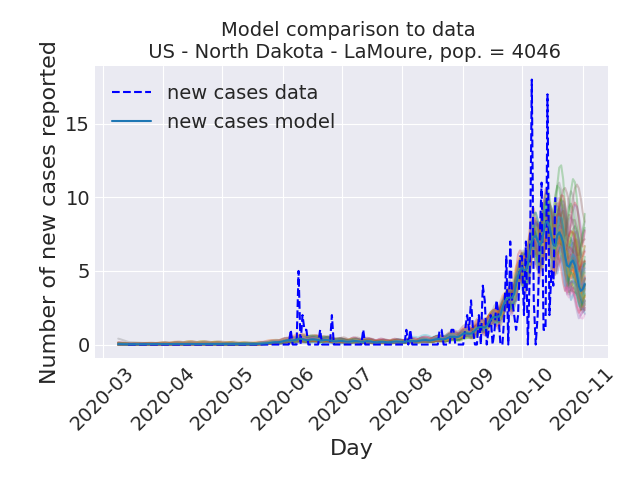 Model comparison to data
US - North Dakota - LaMoure, pop. = 4046
Number of new cases reported
new cases data
new cases model
15
10
5
0
2020-03
2020-04
2020-05
2020-06
2020-07
2020-08
2020-09
2020-10
2020-11
Day